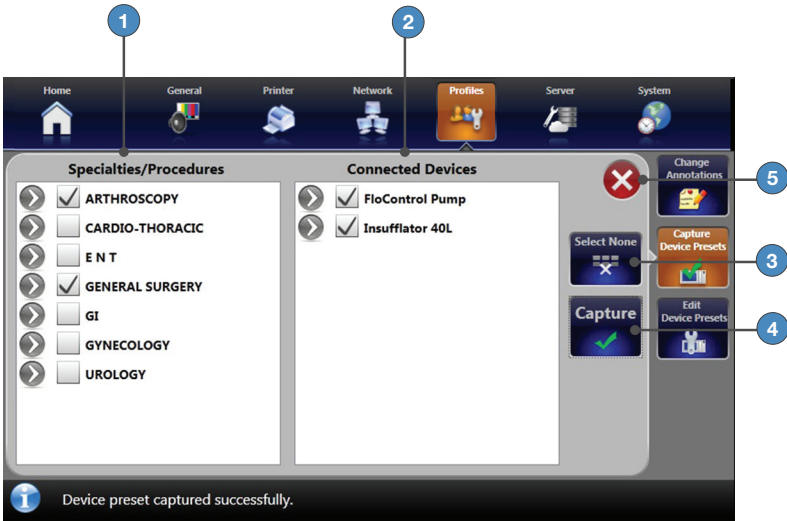 1
2
Home
General
Printer
Network
Profiles
Server
System
Specialties/Procedures
Connected Devices
ARTHROSCOPY
CARDIO-THORACIC
E N T
GENERAL SURGERY
GI
GYNECOLOGY
UROLOGY
FloControl Pump
Insufflator 40L
Select None
Capture
Change
Annotations
Capture
Device Presets
Edit
Device Presets
5
3
4
Device preset captured successfully.